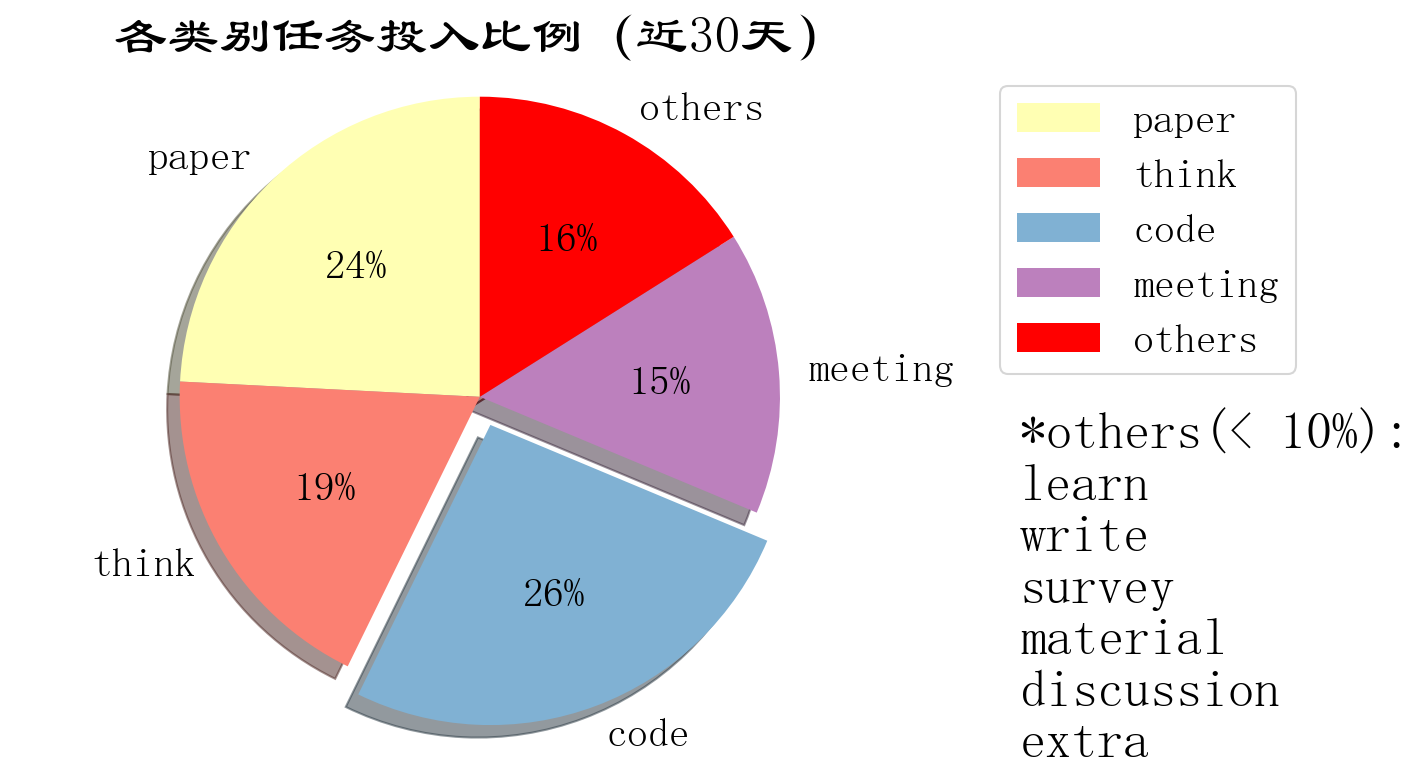 各类别任务投入比例 (近30天)
others
paper
16%
24%
15%
meeting
19%
think
26%
code
paper
think
code
meeting
others
*others(< 10%):
learn
write
survey
material
discussion
extra